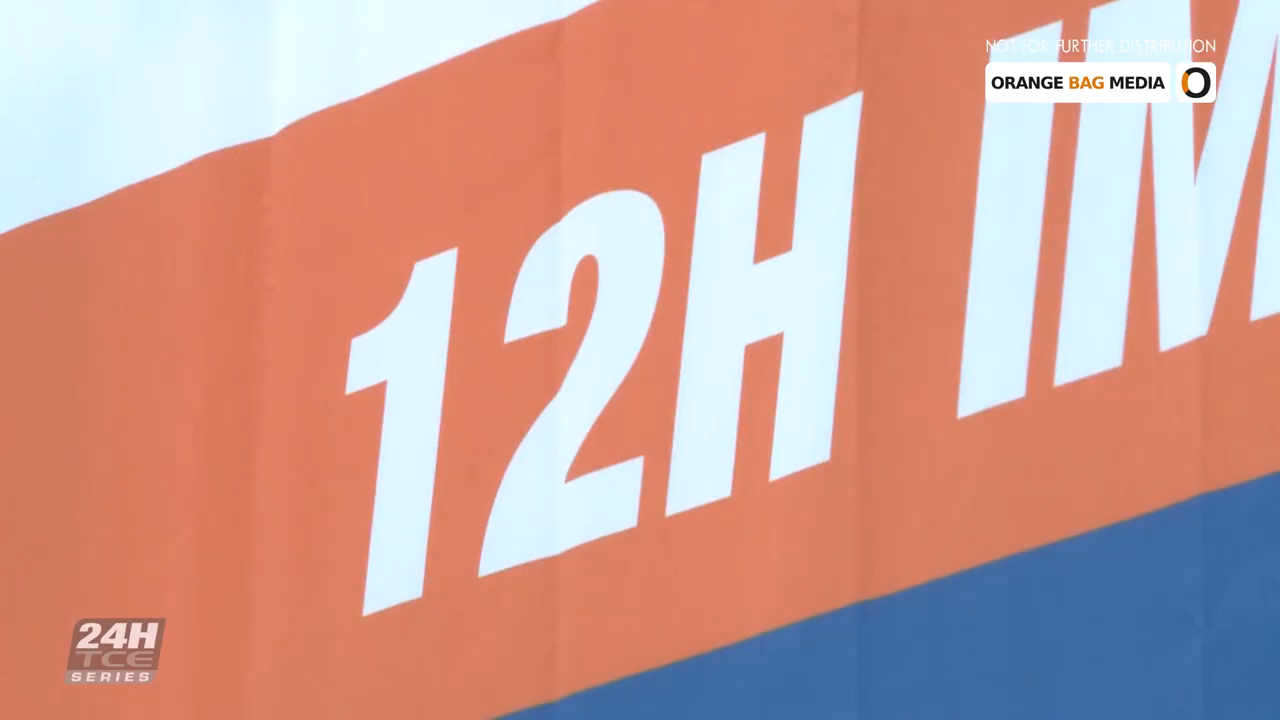 NOT FOR FURTHER DISTRIBUTION
ORANGE BAG MEDIA
12H IM
24H
TCE
SERIES